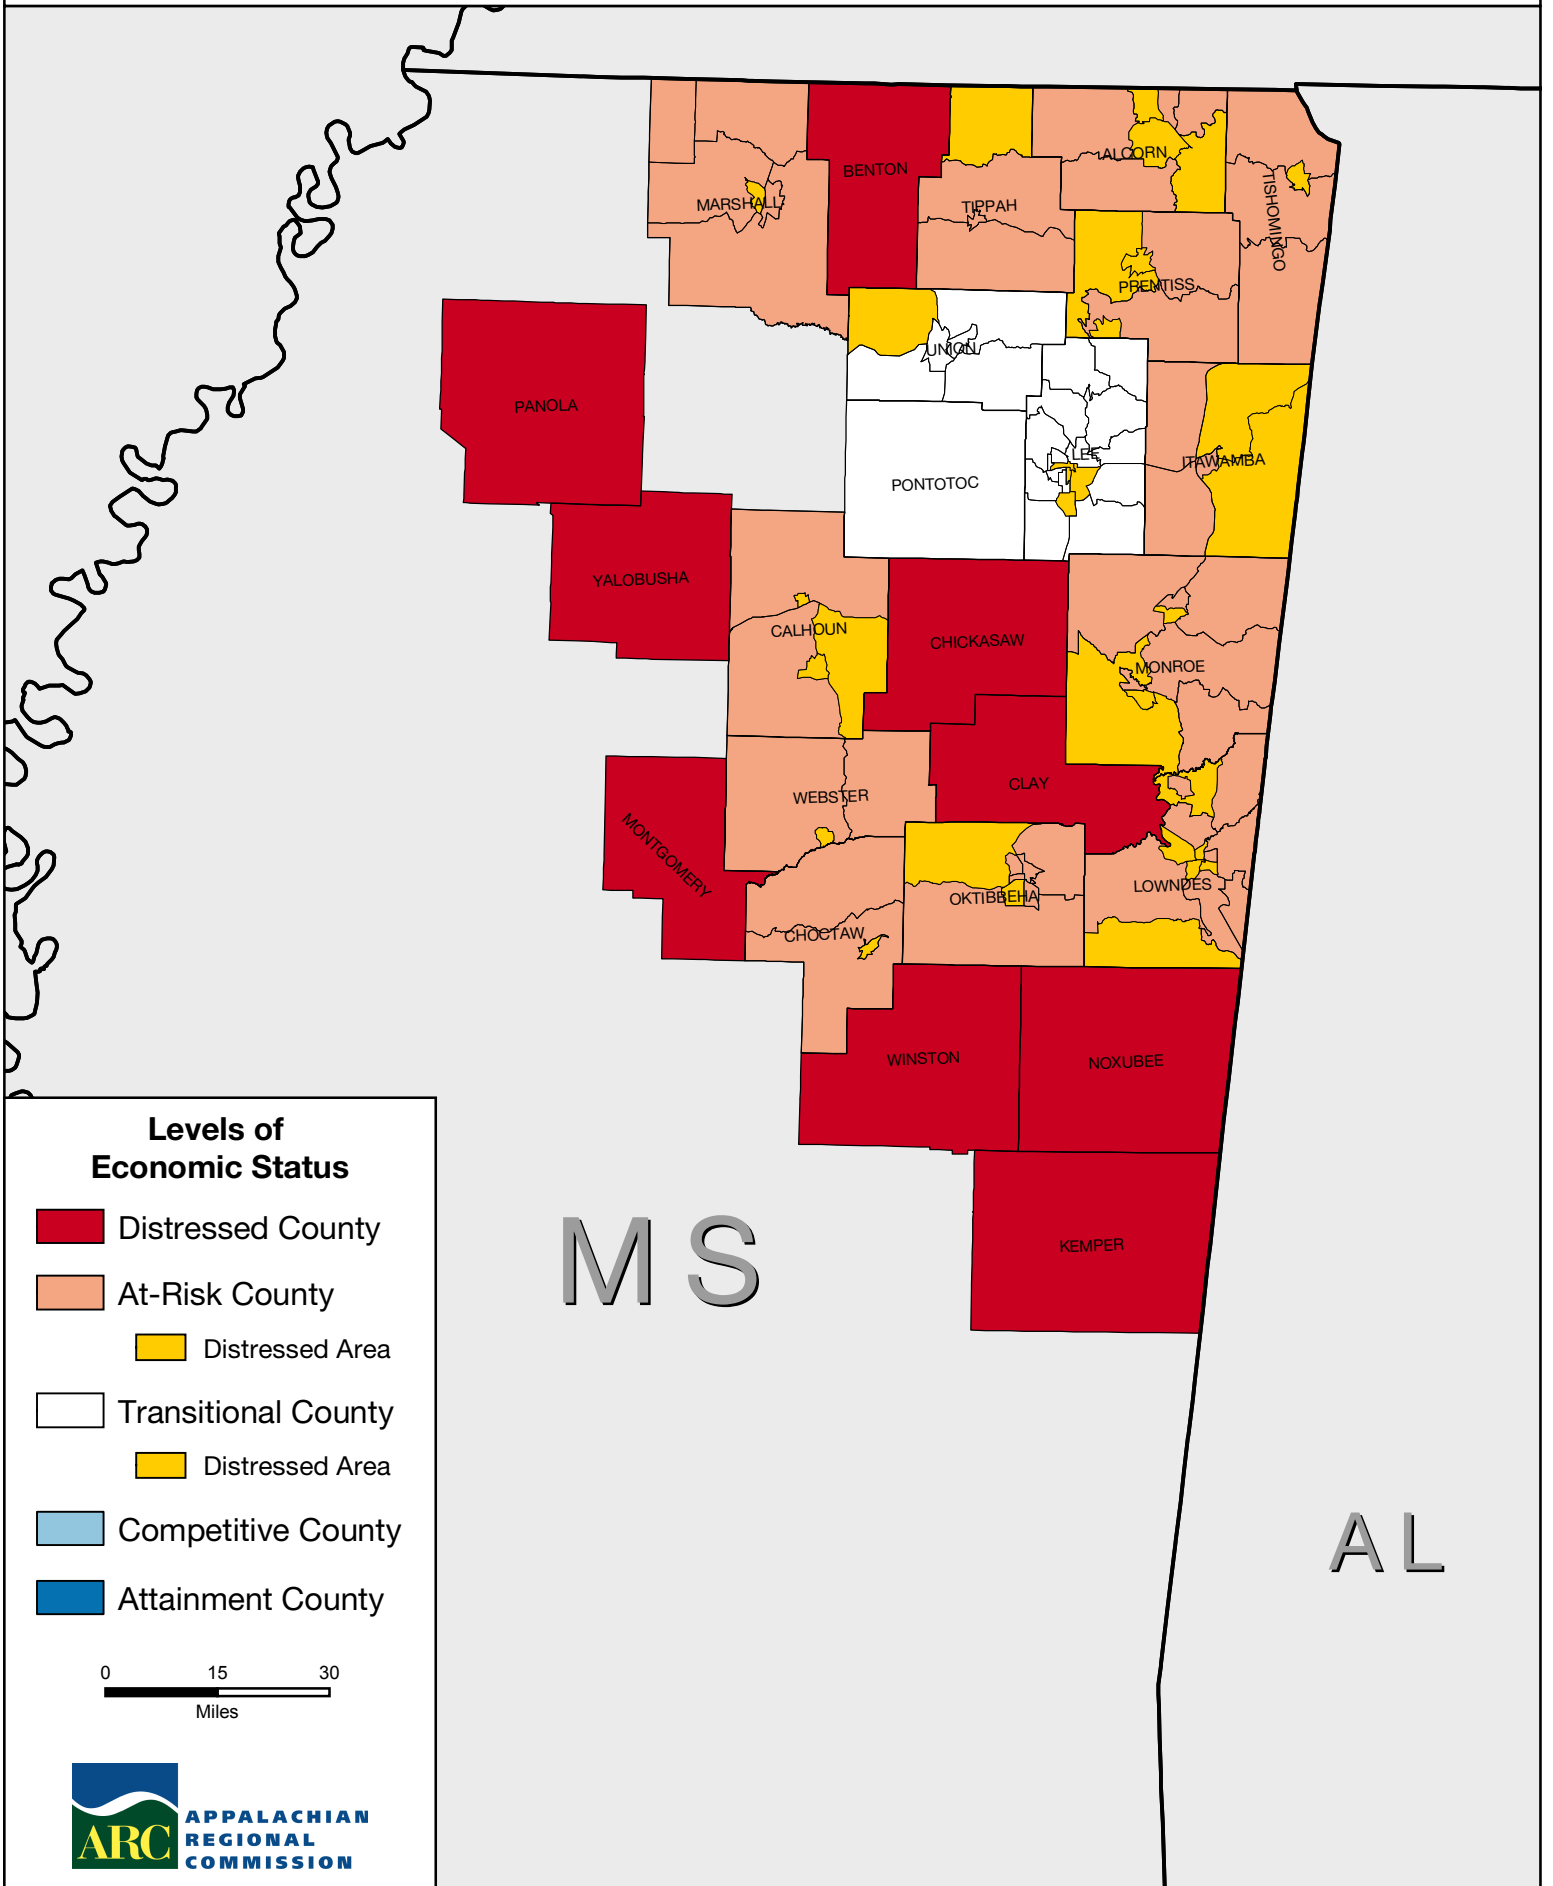 BENTON
ALCORN
MARSHALL
TIPPAH
TISHOMINGO
PRENTISS
UNION
PANOLA
LEE
ITAWAMBA
PONTOTOC
YALOBUSHA
CALHOUN
CHICKASAW
MONROE
CLAY
WEBSTER
MONTGOMERY
LOWNDES
OKTIBBEHA
CHOCTAW
WINSTON
NOXUBEE
KEMPER
MS
AL
Levels of
Economic Status
Distressed County
At-Risk County
Distressed Area
Transitional County
Distressed Area
Competitive County
Attainment County
0 15 30
Miles
ARC
APPALACHIAN
REGIONAL
COMMISSION